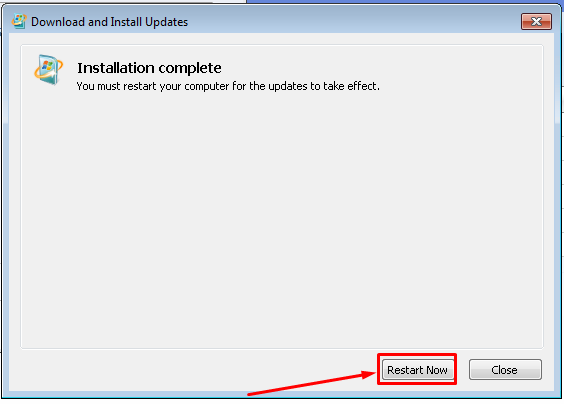 Download and Install Updates
Installation complete
You must restart your computer for the updates to take effect.
Restart Now
Close